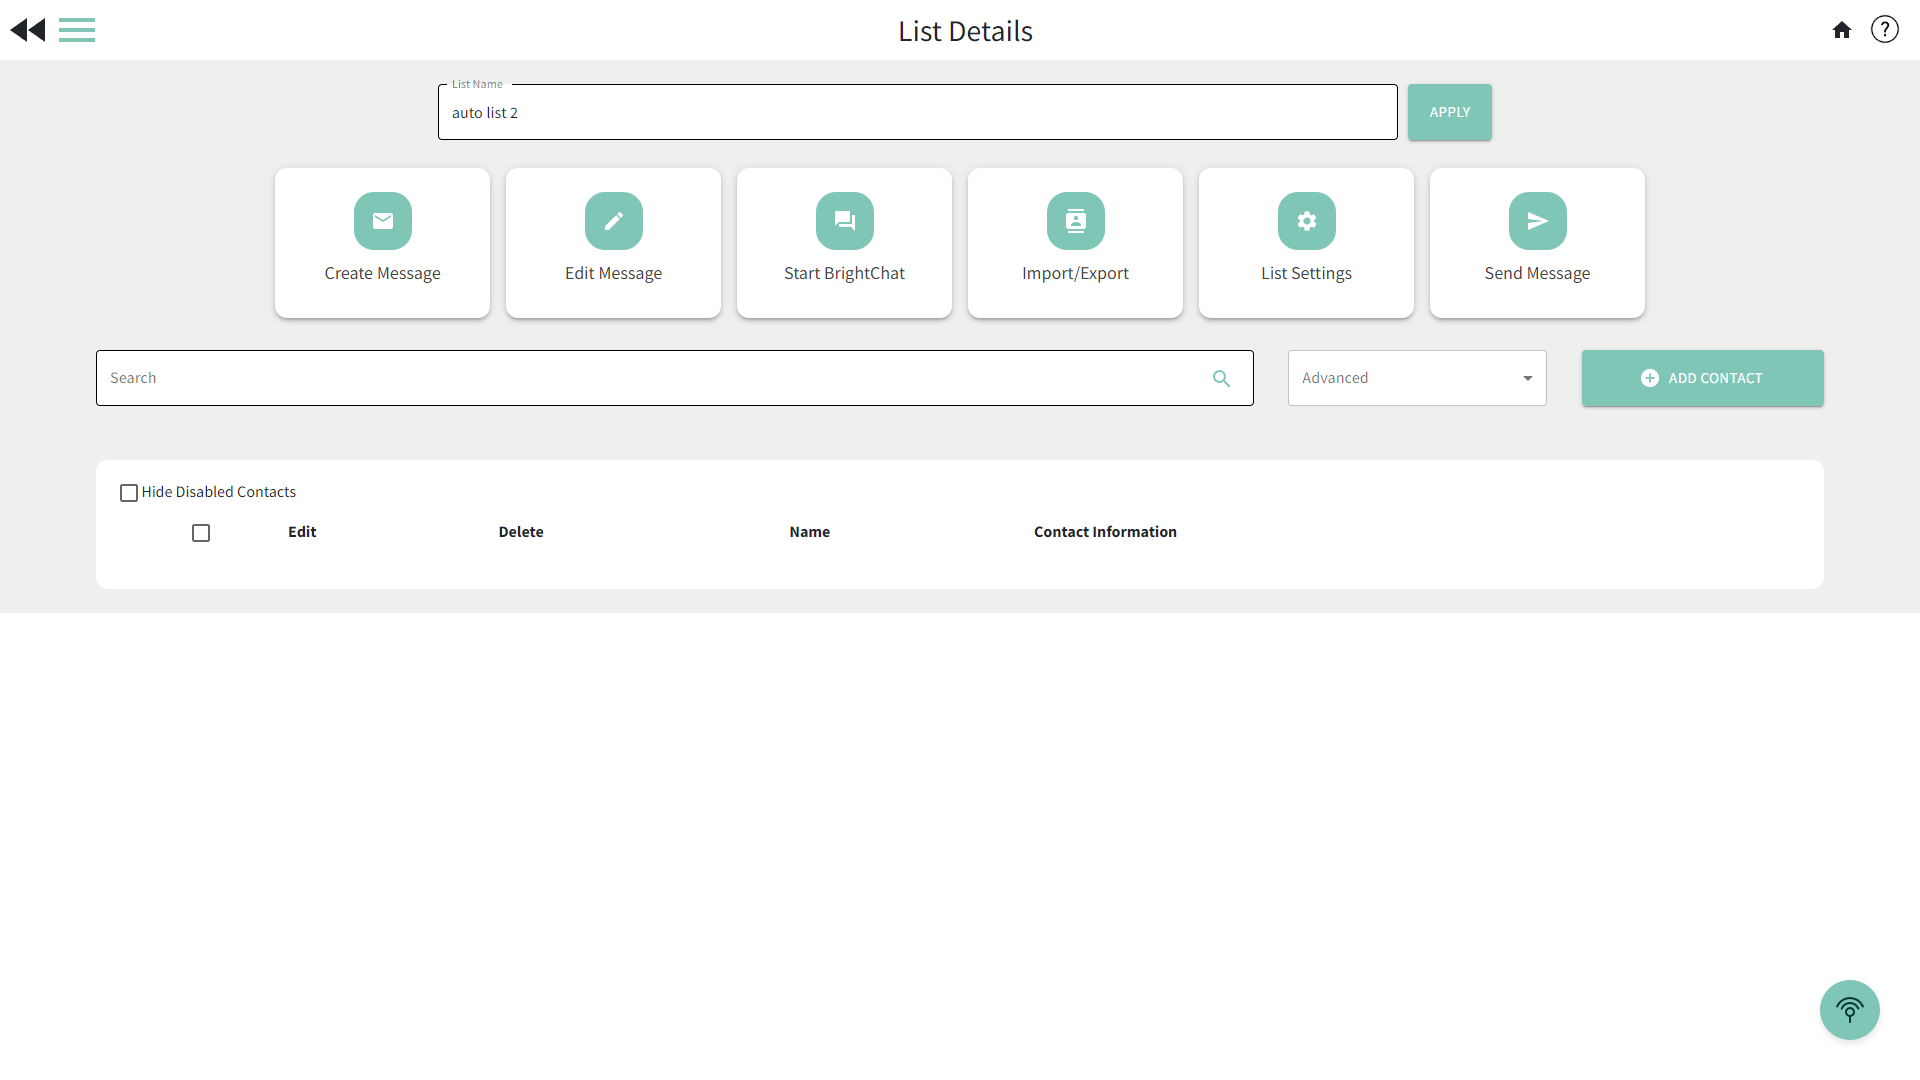 List Details
List Name
auto list 2
APPLY
Create Message
Edit Message
Start BrightChat
Import/Export
List Settings
Send Message
Search
Advanced
ADD CONTACT
Hide Disabled Contacts
Edit Delete Name Contact Information